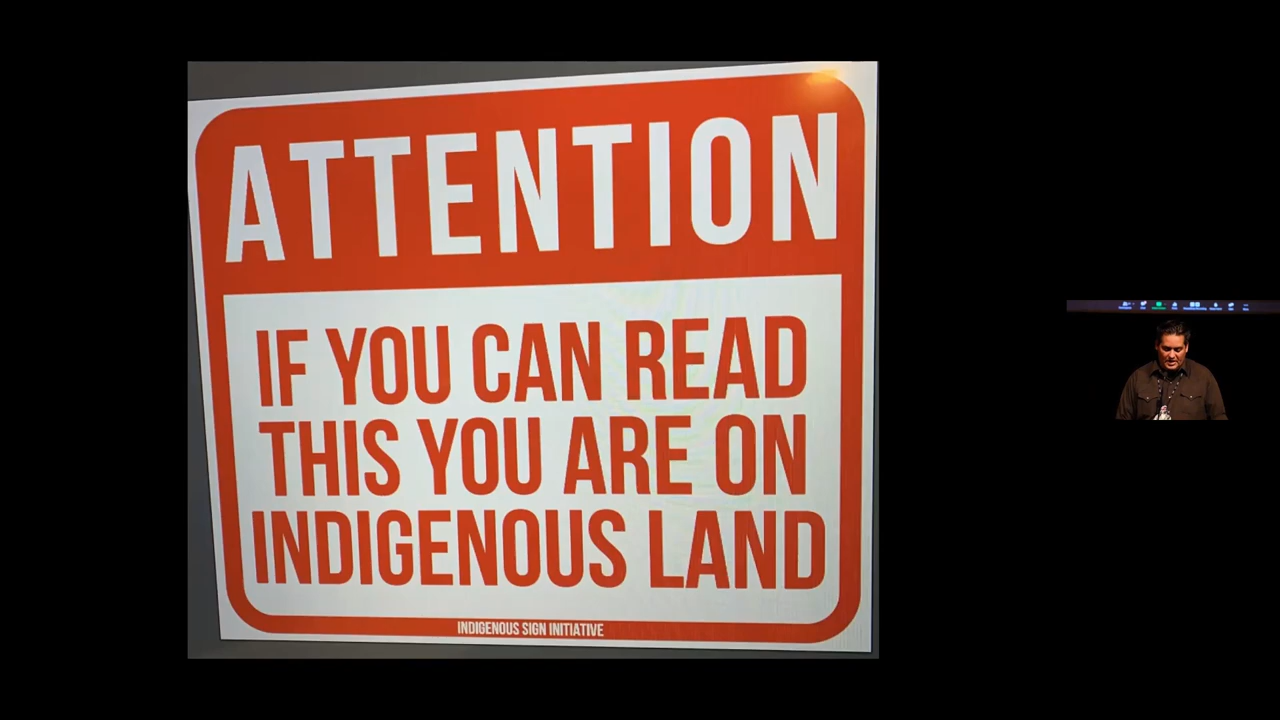 ATTENTION
IF YOU CAN READ
THIS YOU ARE ON
INDIGENOUS LAND
INDIGENOUS SIGN INITIATIVE